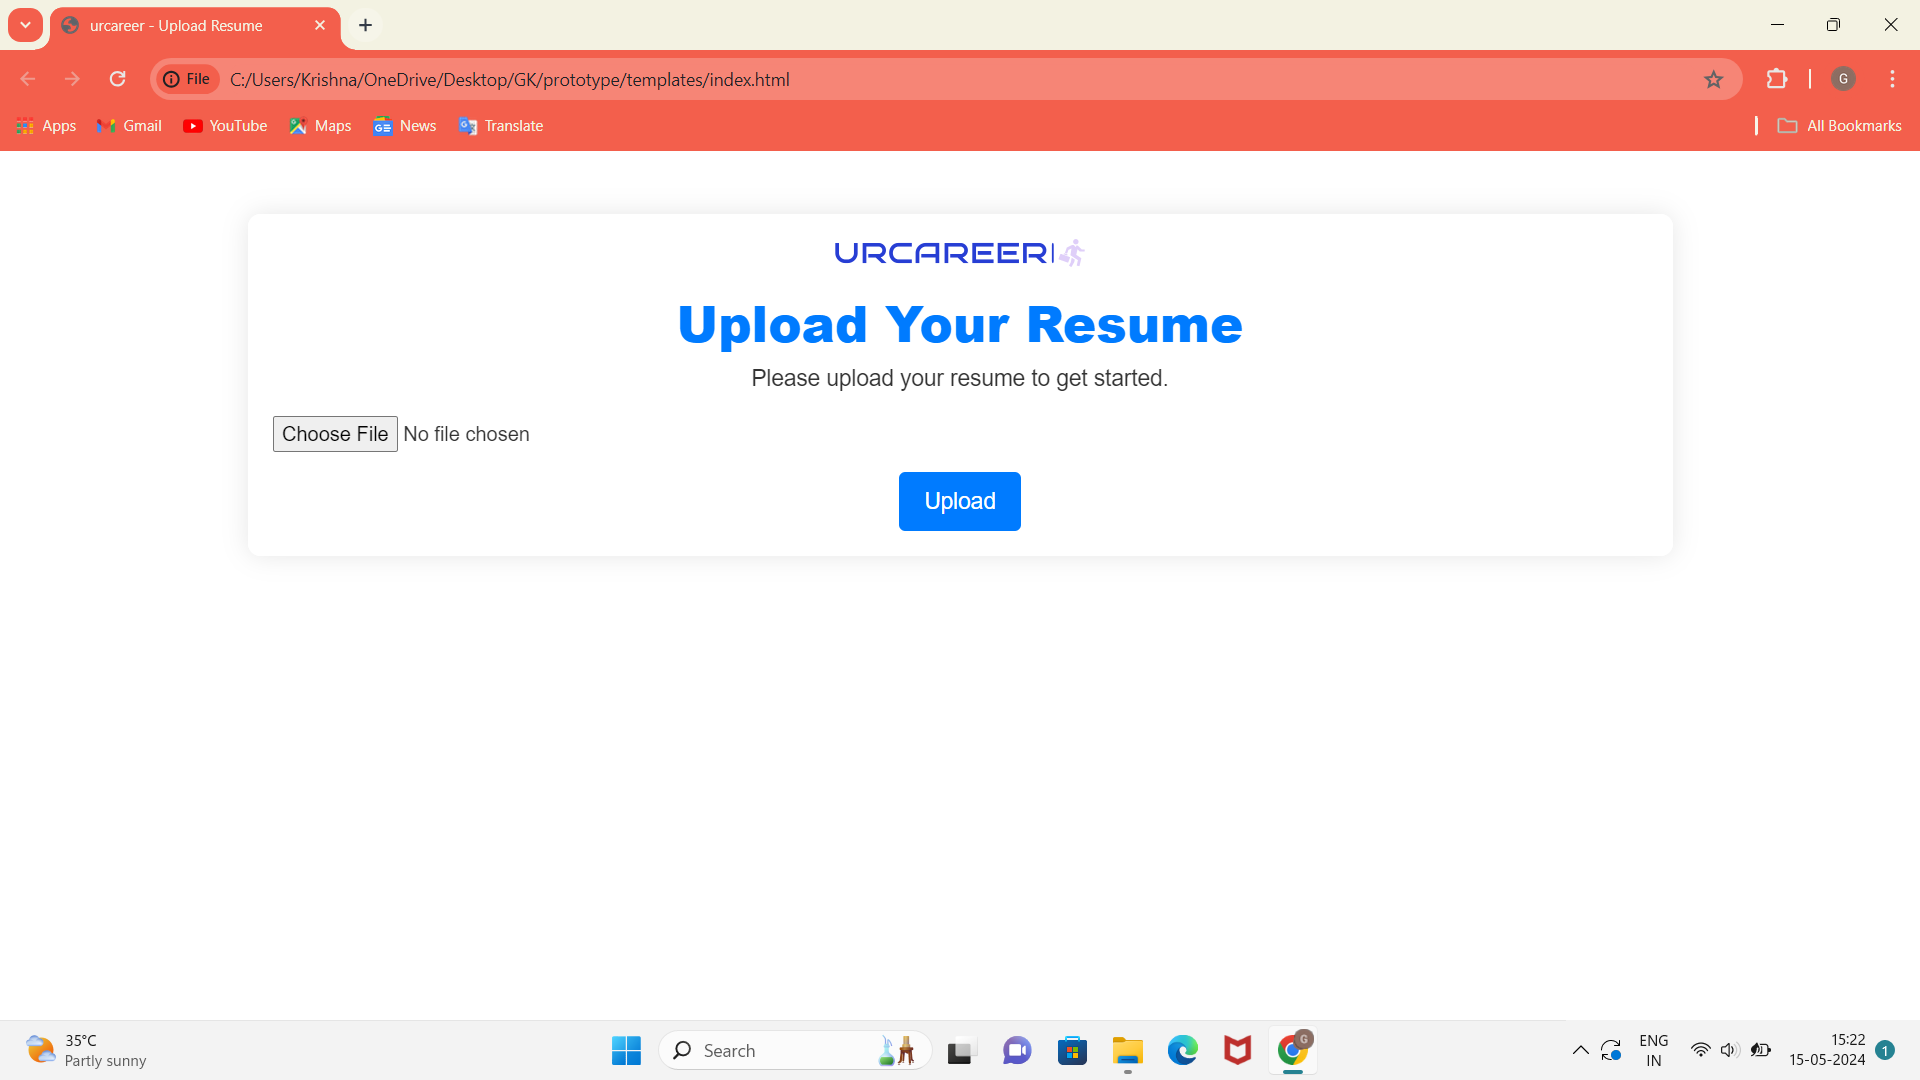 urcareer - Upload Resume
File
C:/Users/Krishna/OneDrive/Desktop/GK/prototype/templates/index.html
G
Apps
Gmail
YouTube
Maps
News
Translate
All Bookmarks
URCAREER
Upload Your Resume
Please upload your resume to get started.
Choose File No file chosen
Upload
35°C
Partly sunny
Search
G
ENG
IN
15:22
15-05-2024
1